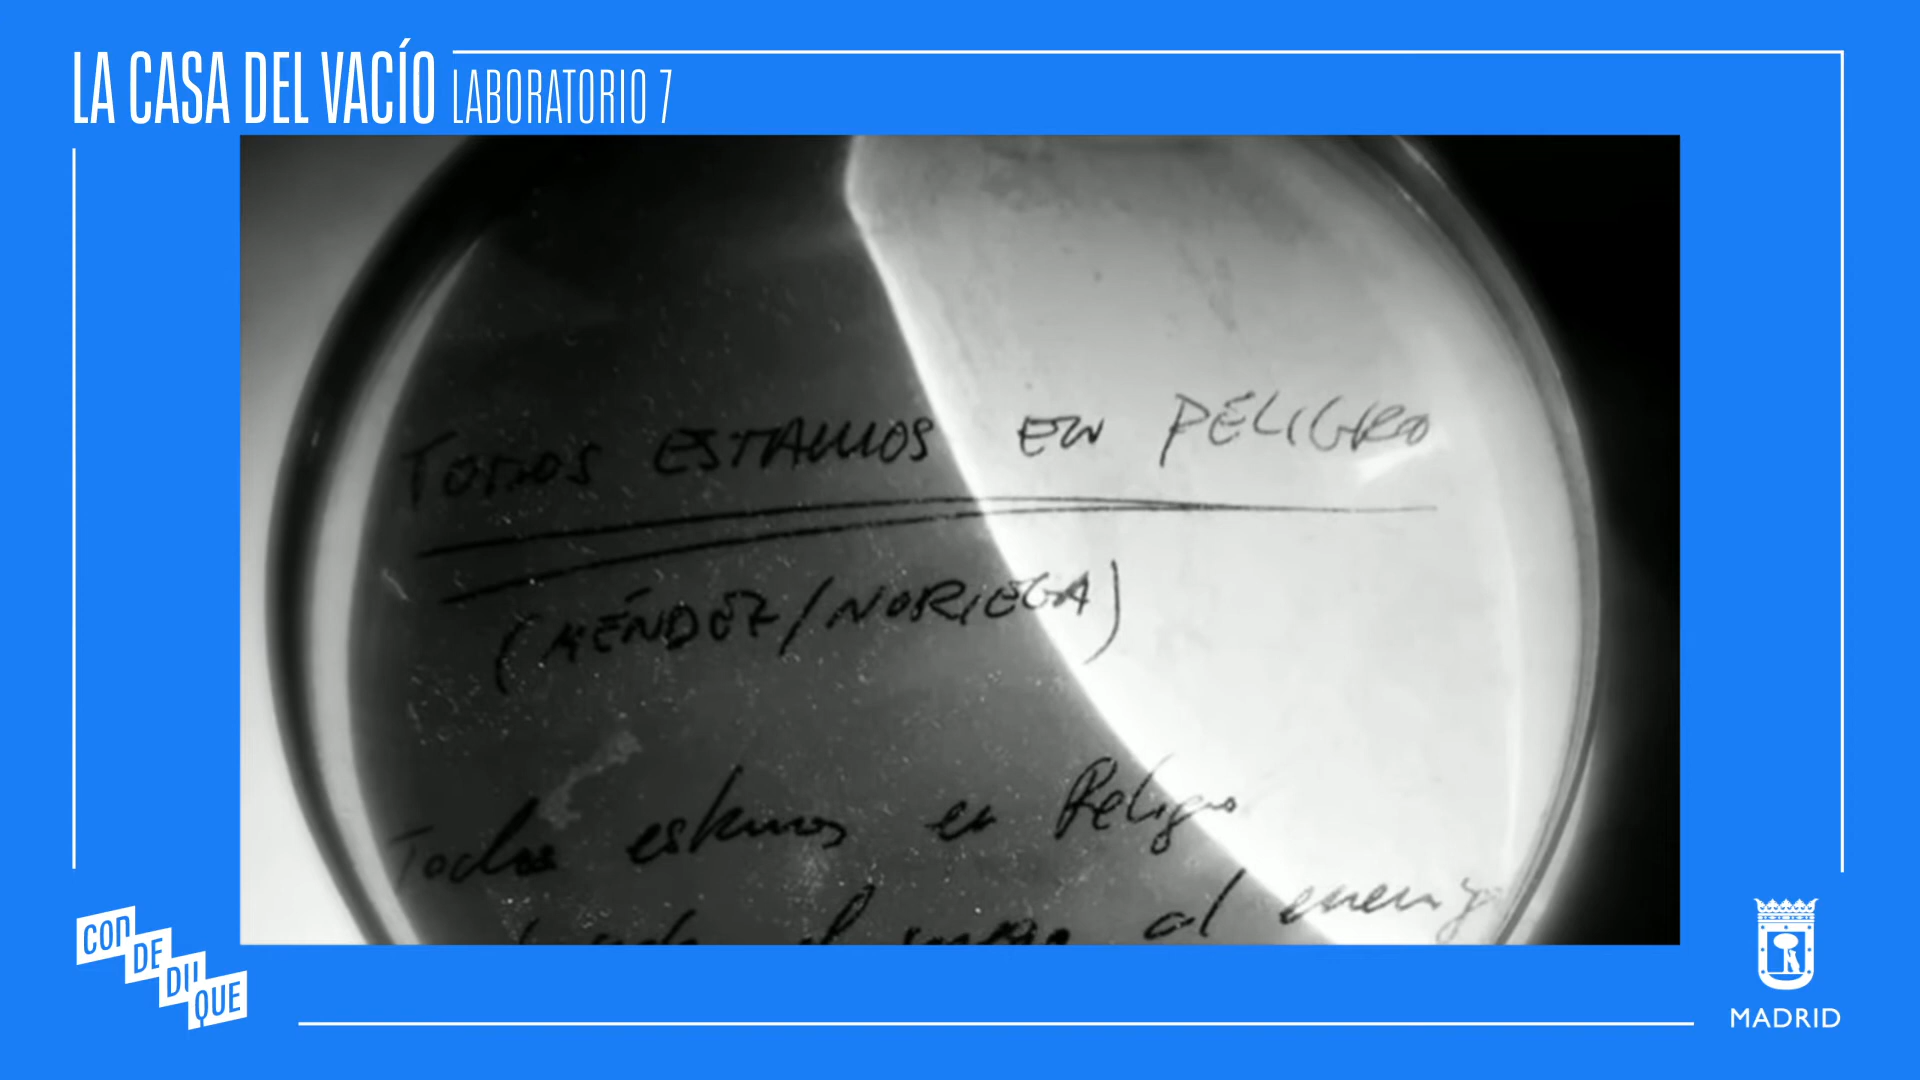 LA CASA DEL VACÍO LABORATORIO 7
TODOS ESTAMOS EN PELIGRO
(MÉNDEZ/NORIEGA)
Todos estamos en Peligro
al
CON
DE
DU
QUE
MADRID